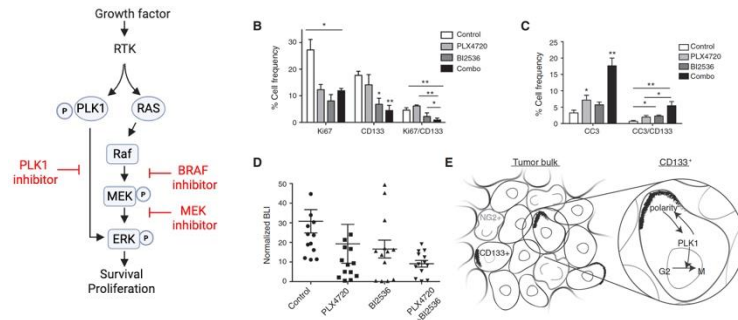 Growth factor
RTK
P
PLK1
RAS
Raf
PLK1
inhibitor
BRAF
inhibitor
MEK
P
MEK
inhibitor
ERK
P
Survival
Proliferation
B
% Cell frequency
40
20
0
*
* **
**
**
*
Control
PLX4720
BI2536
Combo
Ki67
CD133
Ki67/CD133
C
% Cell frequency
25
20
15
10
5
0
*
**
**
*
*
Control
PLX4720
BI2536
Combo
CC3
CC3/CD133
D
Normalized BLI
50
40
30
20
10
0
Control
PLX4720
BI2536
PLX4720
+BI2536
E
Tumor bulk
CD133+
NG2+
CD133+
polarity
PLK1
G2
M